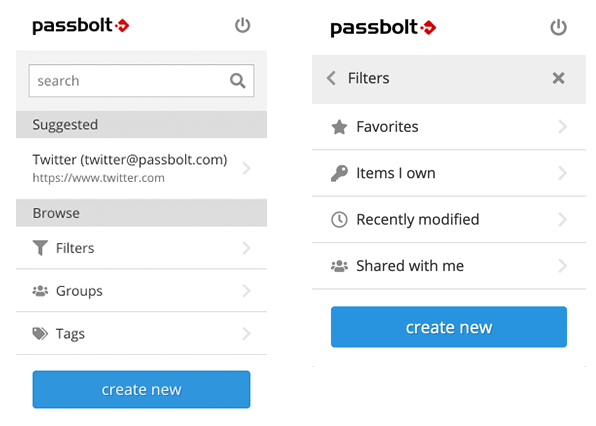 passbolt
search
Suggested
Twitter (twitter@passbolt.com)
https://www.twitter.com
Browse
Filters
Groups
Tags
create new
passbolt
Filters
Favorites
Items I own
Recently modified
Shared with me
create new